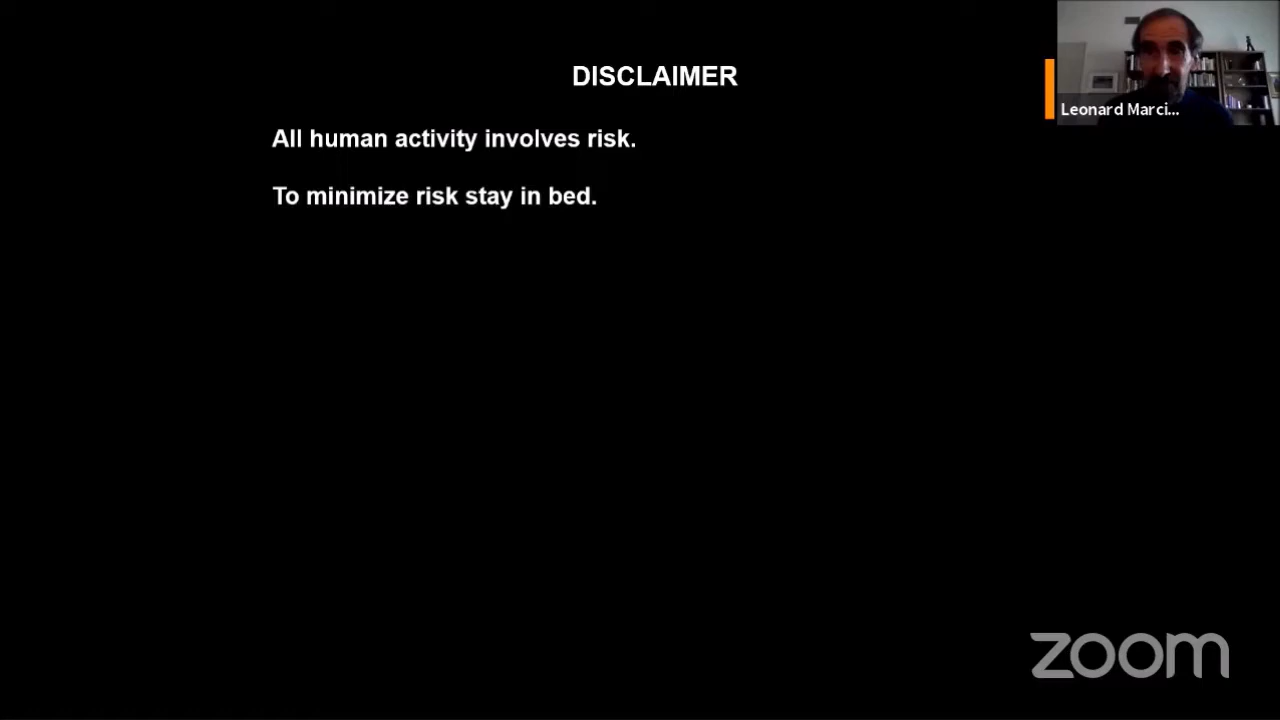 DISCLAIMER
All human activity involves risk.
To minimize risk stay in bed.
Leonard Marci...
zoom